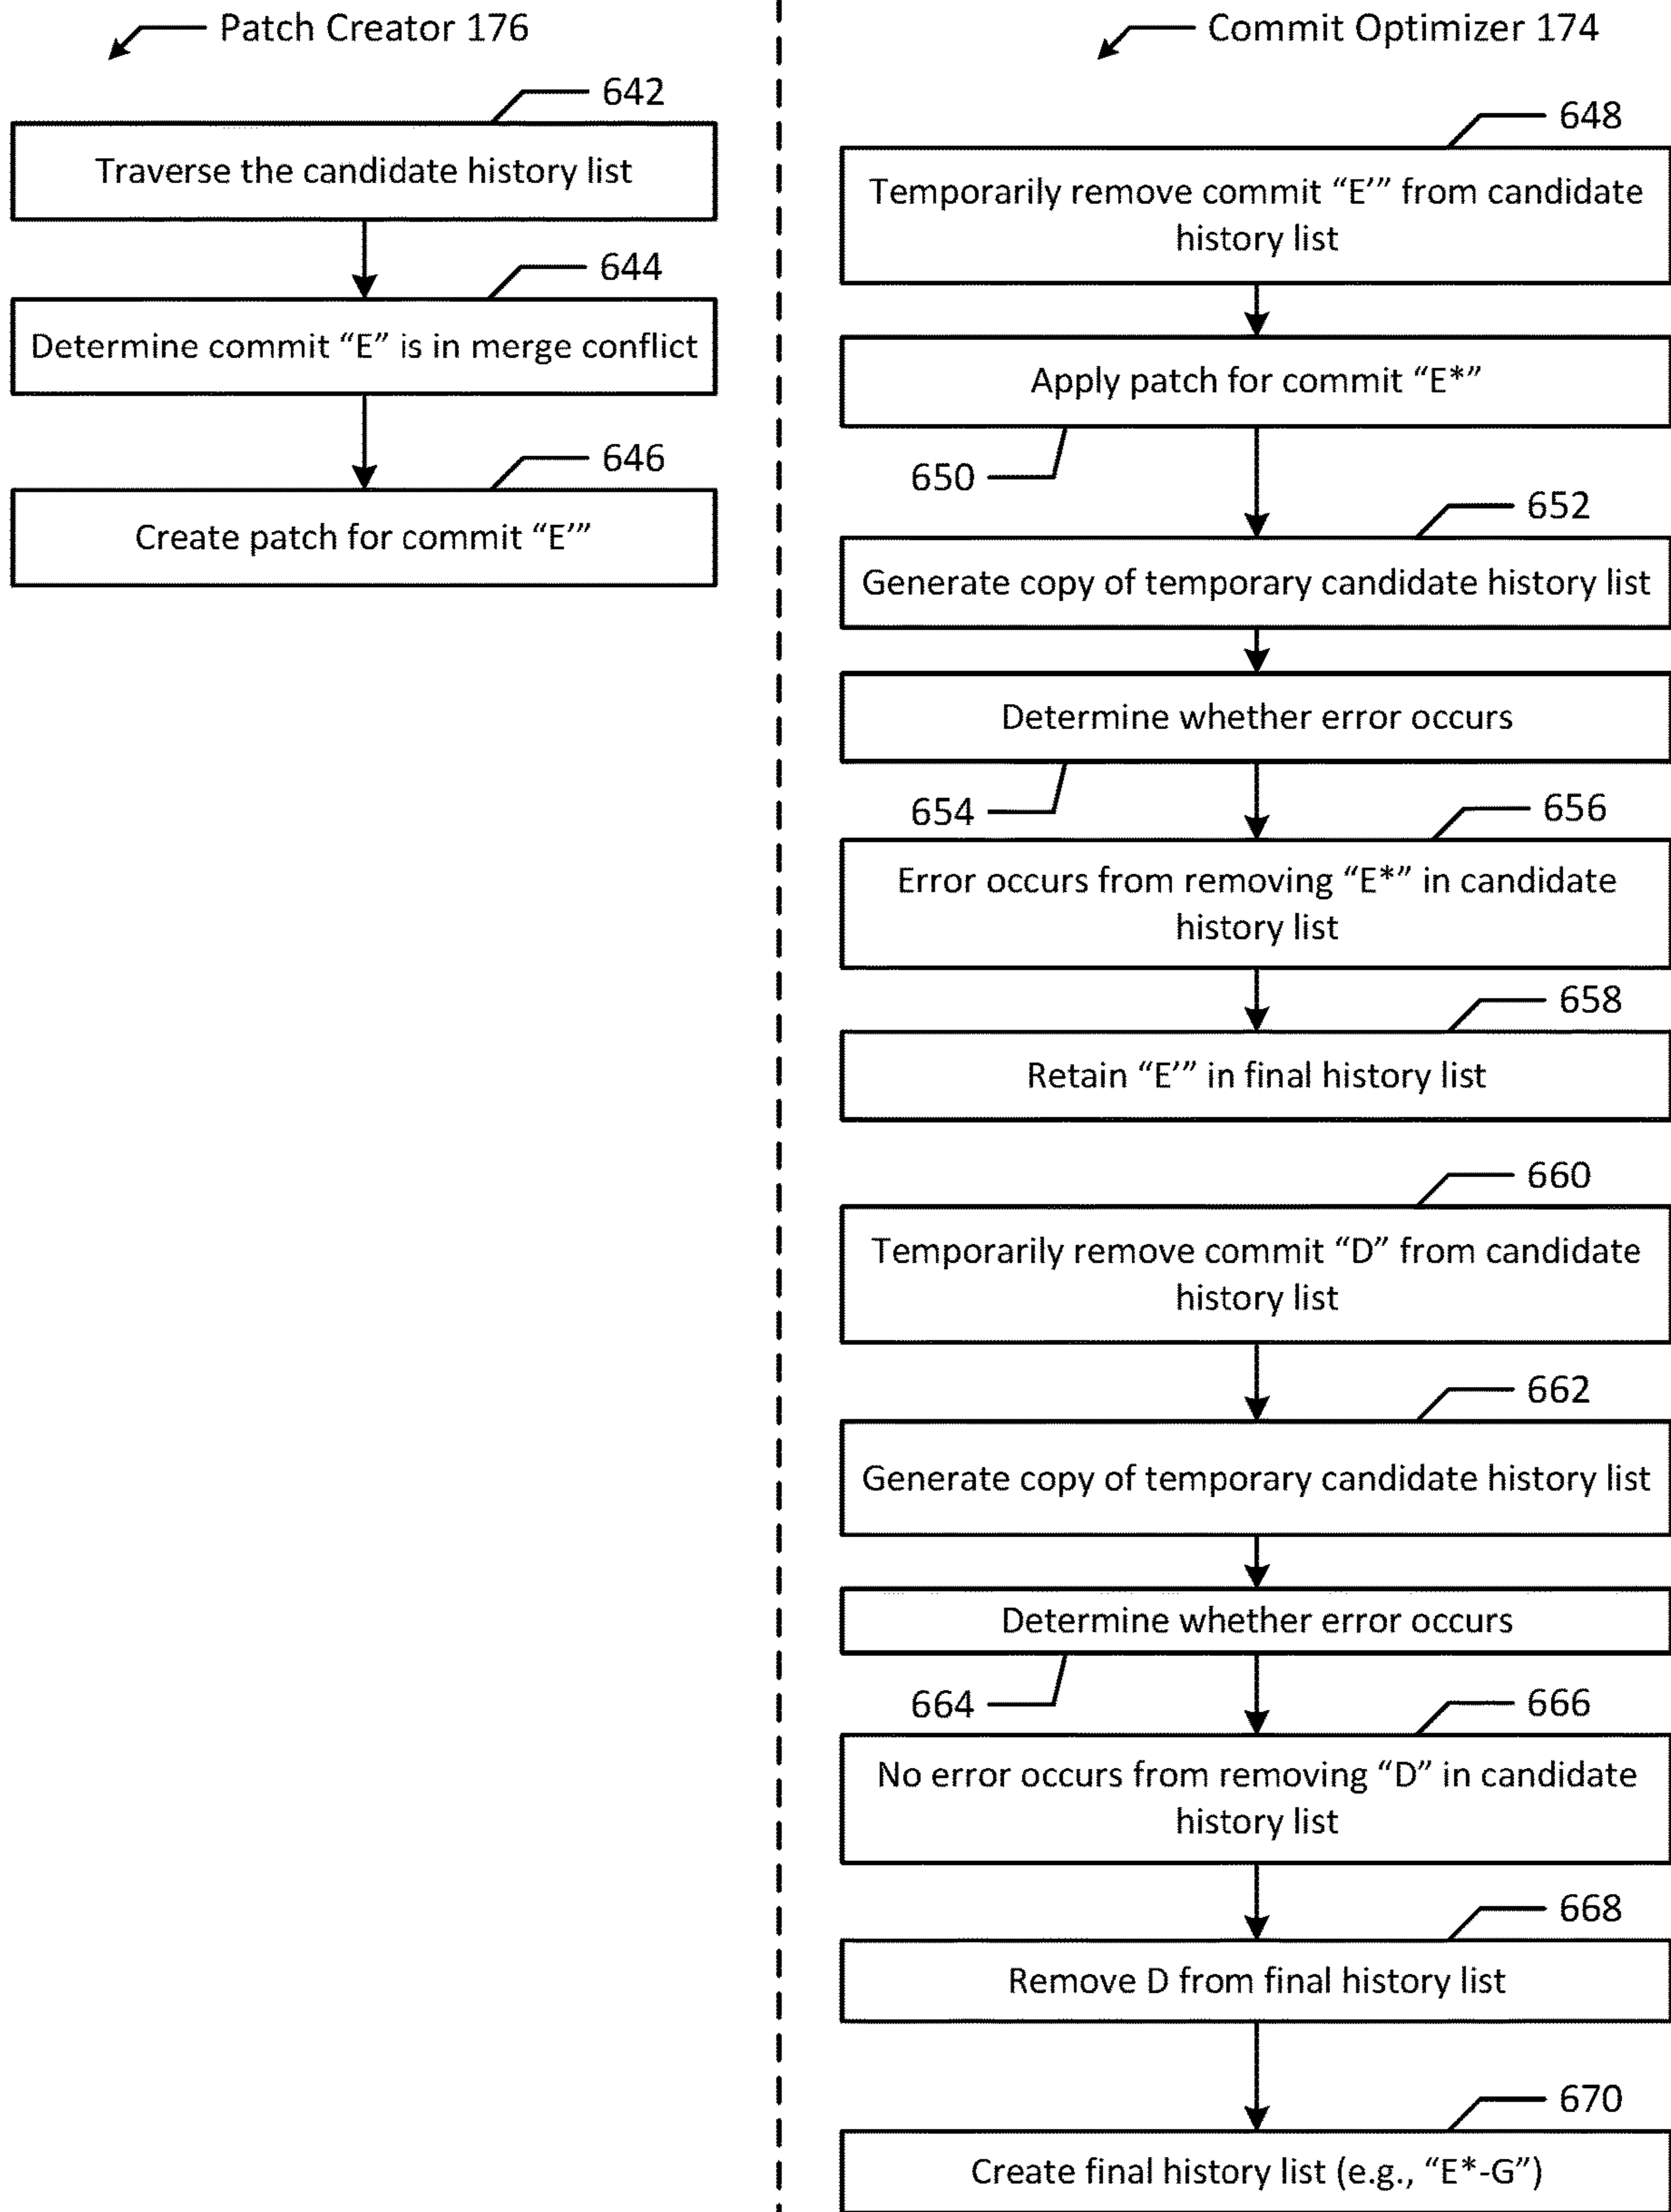 Patch Creator 176
642
Traverse the candidate history list
644
Determine commit “E” is in merge conflict
646
Create patch for commit “E’”
Commit Optimizer 174
648
Temporarily remove commit “E’” from candidate
history list
Apply patch for commit “E*”
650
652
Generate copy of temporary candidate history list
Determine whether error occurs
654
656
Error occurs from removing “E*” in candidate
history list
658
Retain “E’” in final history list
660
Temporarily remove commit “D” from candidate
history list
662
Generate copy of temporary candidate history list
Determine whether error occurs
664
666
No error occurs from removing “D” in candidate
history list
668
Remove D from final history list
670
Create final history list (e.g., “E*-G”)